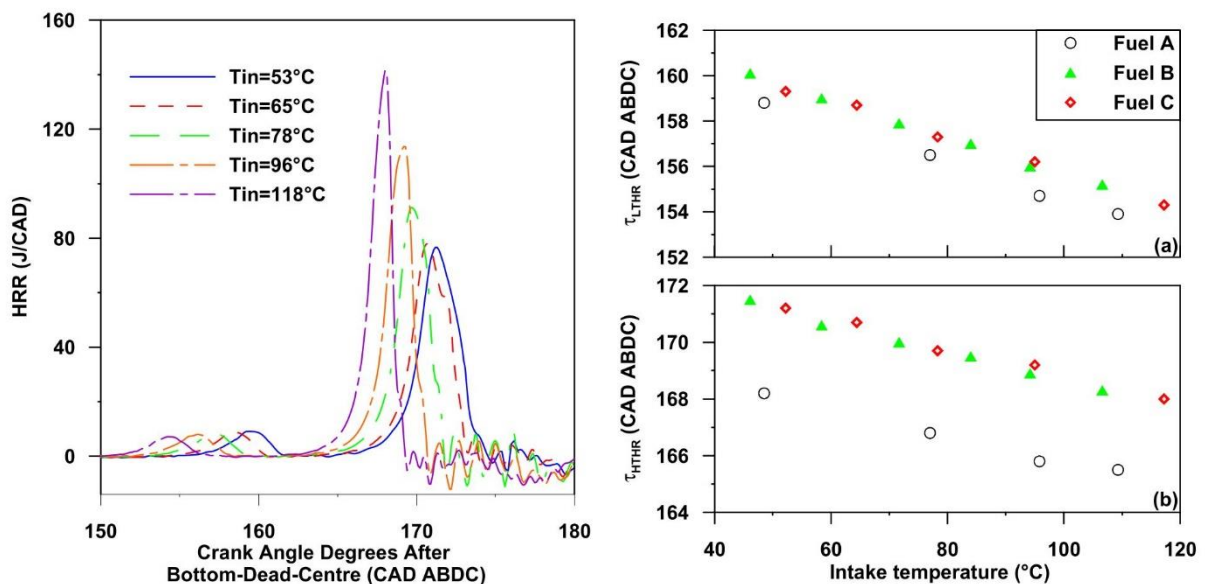 160
120
80
40
0
HRR (J/CAD)
Tin=53°C
Tin=65°C
Tin=78°C
Tin=96°C
Tin=118°C
150
160
170
180
Crank Angle Degrees After
Bottom-Dead-Centre (CAD ABDC)
162
160
158
156
154
152
τLTHR (CAD ABDC)
Fuel A
Fuel B
Fuel C
(a)
172
170
168
166
164
τHTHR (CAD ABDC)
(b)
40
60
80
100
120
Intake temperature (°C)